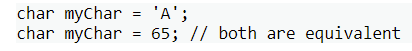 char myChar = 'A';
char myChar = 65; // both are equivalent